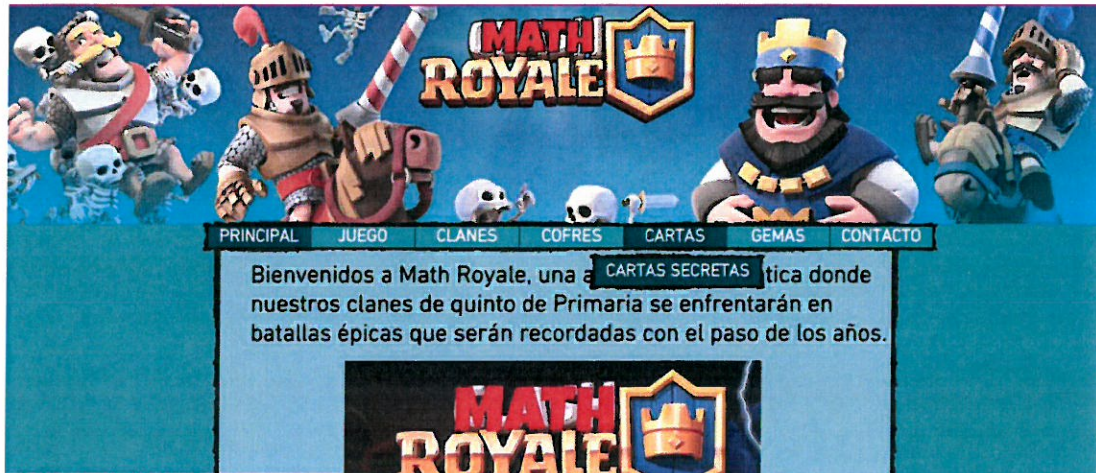 MATH
ROYALE
PRINCIPAL JUEGO CLANES COFRES CARTAS GEMAS CONTACTO
CARTAS SECRETAS
Bienvenidos a Math Royale, una a tica donde
nuestros clanes de quinto de Primaria se enfrentarán en
batallas épicas que serán recordadas con el paso de los años.
MATH
ROYALE